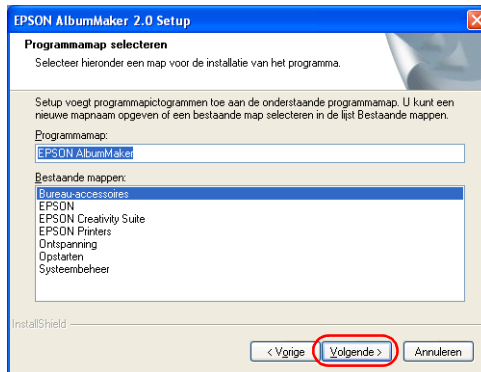 EPSON AlbumMaker 2.0 Setup
Programmamap selecteren
Selecteer hieronder een map voor de installatie van het programma.
Setup voegt programmapictogrammen toe aan de onderstaande programmamap. U kunt een
nieuwe mapnaam opgeven of een bestaande map selecteren in de lijst Bestaande mappen.
Programmamap:
EPSON AlbumMaker
Bestaande mappen:
Bureau-accessoires
EPSON
EPSON Creativity Suite
EPSON Printers
Ontspanning
Opstarten
Systeembeheer
InstallShield
< Vorige
Volgende >
Annuleren